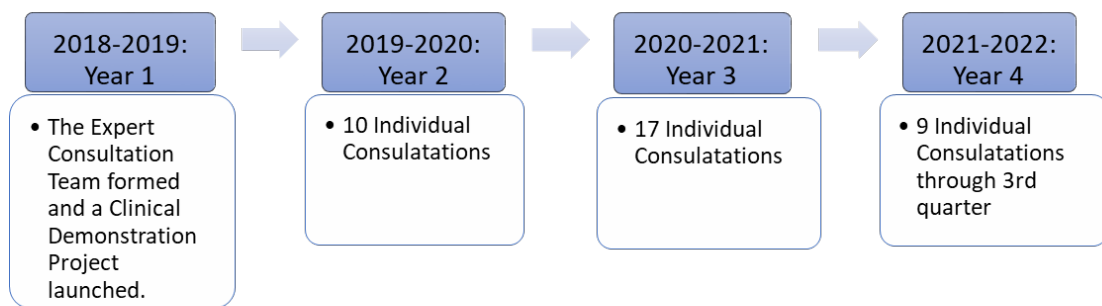 2018-2019:
Year 1
• The Expert
Consultation
Team formed
and a Clinical
Demonstration
Project
launched.
2019-2020:
Year 2
• 10 Individual
Consulatations
2020-2021:
Year 3
• 17 Individual
Consulatations
2021-2022:
Year 4
• 9 Individual
Consulatations
through 3rd
quarter